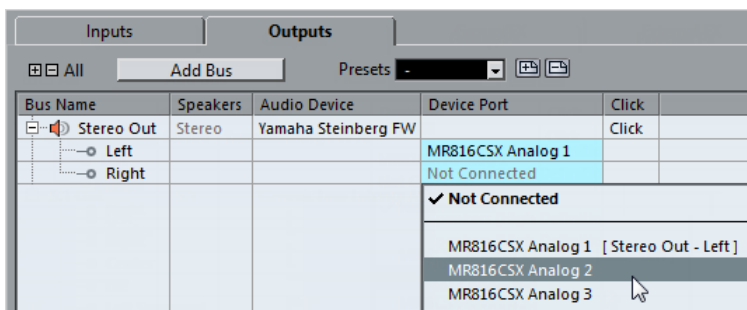 Inputs Outputs
All Add Bus Presets -
Bus Name Speakers Audio Device Device Port Click
Stereo Out Stereo Yamaha Steinberg FW Click
Left MR816CSX Analog 1
Right Not Connected
✓ Not Connected
MR816CSX Analog 1 [ Stereo Out - Left ]
MR816CSX Analog 2
MR816CSX Analog 3